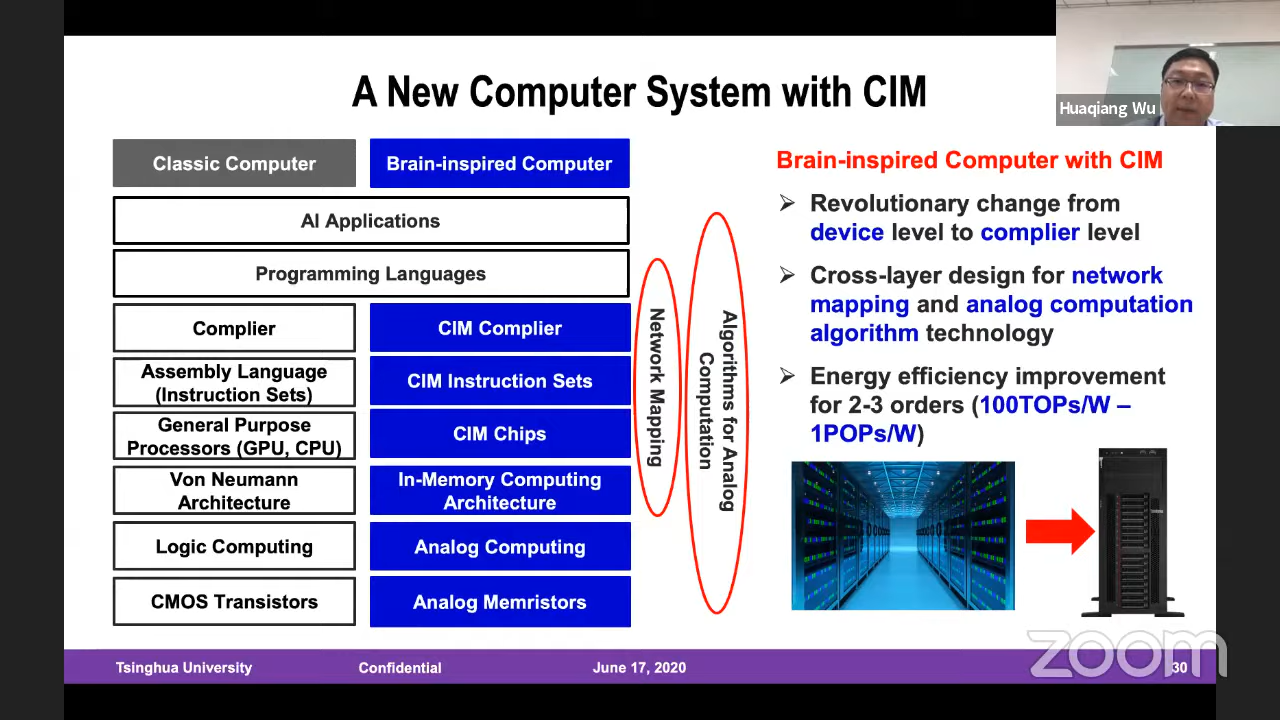 A New Computer System with CIM
Huaqiang Wu
Classic Computer
Brain-inspired Computer
AI Applications
Programming Languages
Complier
CIM Complier
Assembly Language
(Instruction Sets)
CIM Instruction Sets
General Purpose
Processors (GPU, CPU)
CIM Chips
Von Neumann
Architecture
In-Memory Computing
Architecture
Logic Computing
Analog Computing
CMOS Transistors
Analog Memristors
Network Mapping
Algorithms for Analog
Computation
Brain-inspired Computer with CIM
➢ Revolutionary change from
device level to complier level
➢ Cross-layer design for network
mapping and analog computation
algorithm technology
➢ Energy efficiency improvement
for 2-3 orders (100TOPs/W –
1POPs/W)
Tsinghua University
Confidential
June 17, 2020
30
zoom